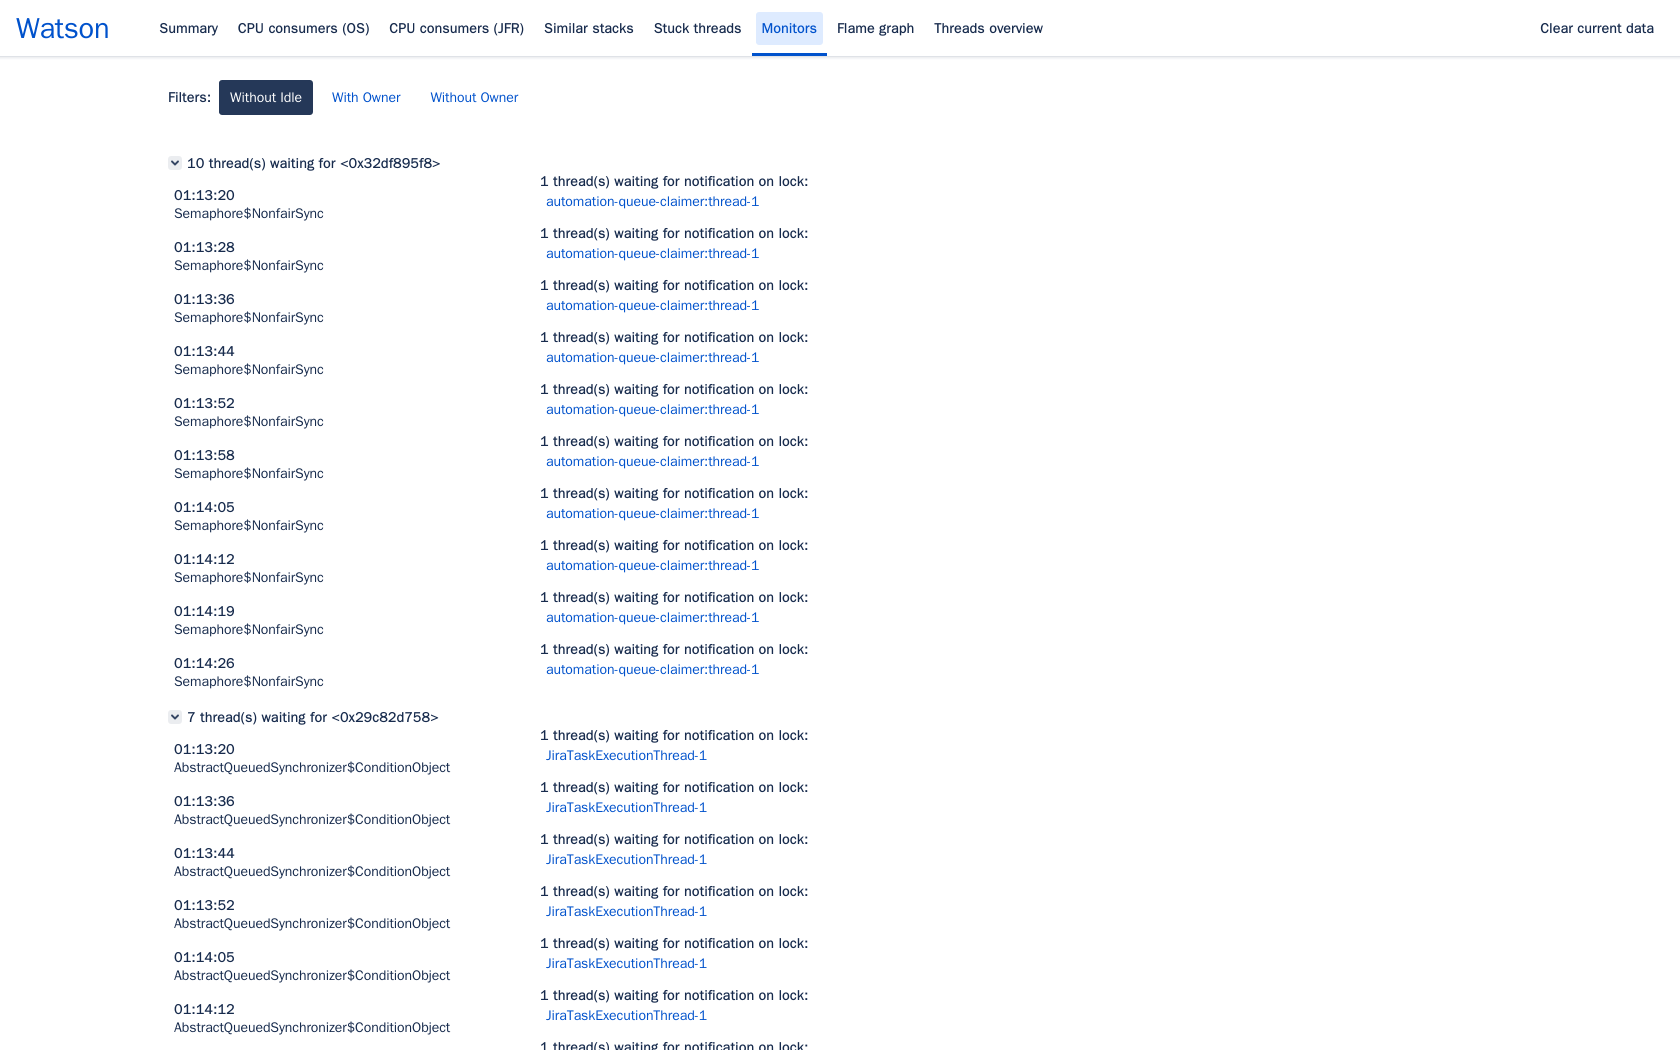 Watson
Summary
CPU consumers (OS)
CPU consumers (JFR)
Similar stacks
Stuck threads
Monitors
Flame graph
Threads overview
Clear current data
Filters:
Without Idle
With Owner
Without Owner
10 thread(s) waiting for <0x32df895f8>
01:13:20
Semaphore$NonfairSync
1 thread(s) waiting for notification on lock:
automation-queue-claimer:thread-1
01:13:28
Semaphore$NonfairSync
1 thread(s) waiting for notification on lock:
automation-queue-claimer:thread-1
01:13:36
Semaphore$NonfairSync
1 thread(s) waiting for notification on lock:
automation-queue-claimer:thread-1
01:13:44
Semaphore$NonfairSync
1 thread(s) waiting for notification on lock:
automation-queue-claimer:thread-1
01:13:52
Semaphore$NonfairSync
1 thread(s) waiting for notification on lock:
automation-queue-claimer:thread-1
01:13:58
Semaphore$NonfairSync
1 thread(s) waiting for notification on lock:
automation-queue-claimer:thread-1
01:14:05
Semaphore$NonfairSync
1 thread(s) waiting for notification on lock:
automation-queue-claimer:thread-1
01:14:12
Semaphore$NonfairSync
1 thread(s) waiting for notification on lock:
automation-queue-claimer:thread-1
01:14:19
Semaphore$NonfairSync
1 thread(s) waiting for notification on lock:
automation-queue-claimer:thread-1
01:14:26
Semaphore$NonfairSync
1 thread(s) waiting for notification on lock:
automation-queue-claimer:thread-1
7 thread(s) waiting for <0x29c82d758>
01:13:20
AbstractQueuedSynchronizer$ConditionObject
1 thread(s) waiting for notification on lock:
JiraTaskExecutionThread-1
01:13:36
AbstractQueuedSynchronizer$ConditionObject
1 thread(s) waiting for notification on lock:
JiraTaskExecutionThread-1
01:13:44
AbstractQueuedSynchronizer$ConditionObject
1 thread(s) waiting for notification on lock:
JiraTaskExecutionThread-1
01:13:52
AbstractQueuedSynchronizer$ConditionObject
1 thread(s) waiting for notification on lock:
JiraTaskExecutionThread-1
01:14:05
AbstractQueuedSynchronizer$ConditionObject
1 thread(s) waiting for notification on lock:
JiraTaskExecutionThread-1
01:14:12
AbstractQueuedSynchronizer$ConditionObject
1 thread(s) waiting for notification on lock:
JiraTaskExecutionThread-1
1 thread(s) waiting for notification on lock: